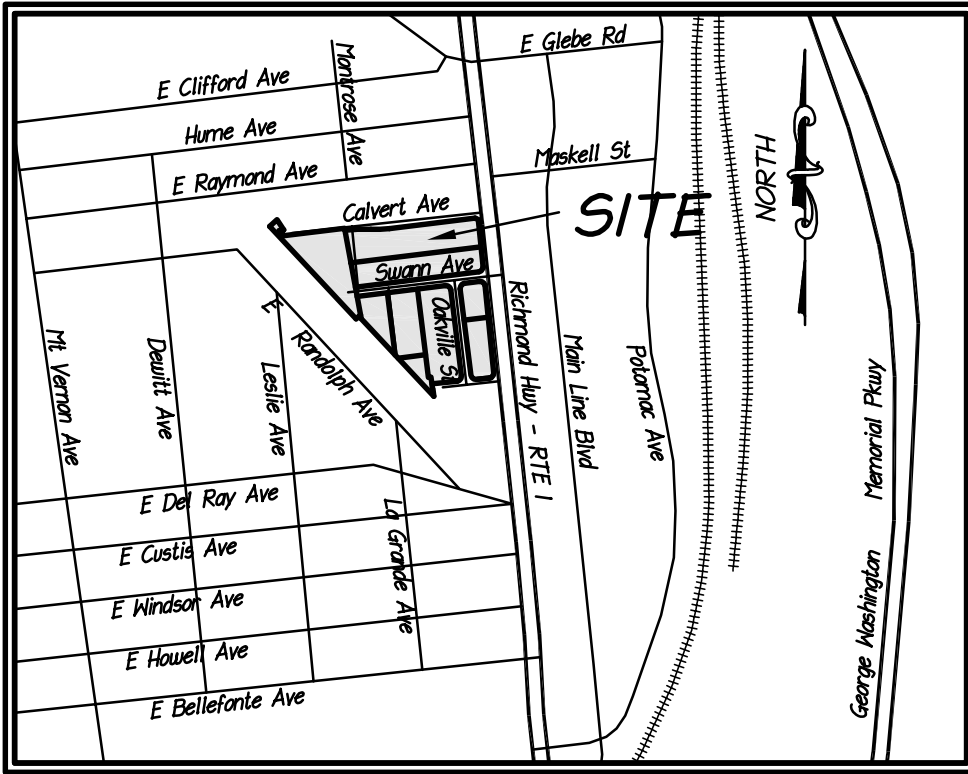 E Glebe Rd
E Clifford Ave
Montrose Ave
Hume Ave
Maskell St
E Raymond Ave
NORTH
Calvert Ave
SITE
Swann Ave
Oakville St
E Randolph Ave
Richmond Hwy - RTE 1
Main Line Blvd
Potomac Ave
Mt Vernon Ave
Dewitt Ave
Leslie Ave
George Washington Memorial Pkwy
E Del Ray Ave
La Grande Ave
E Custis Ave
E Windsor Ave
E Howell Ave
E Bellefonte Ave